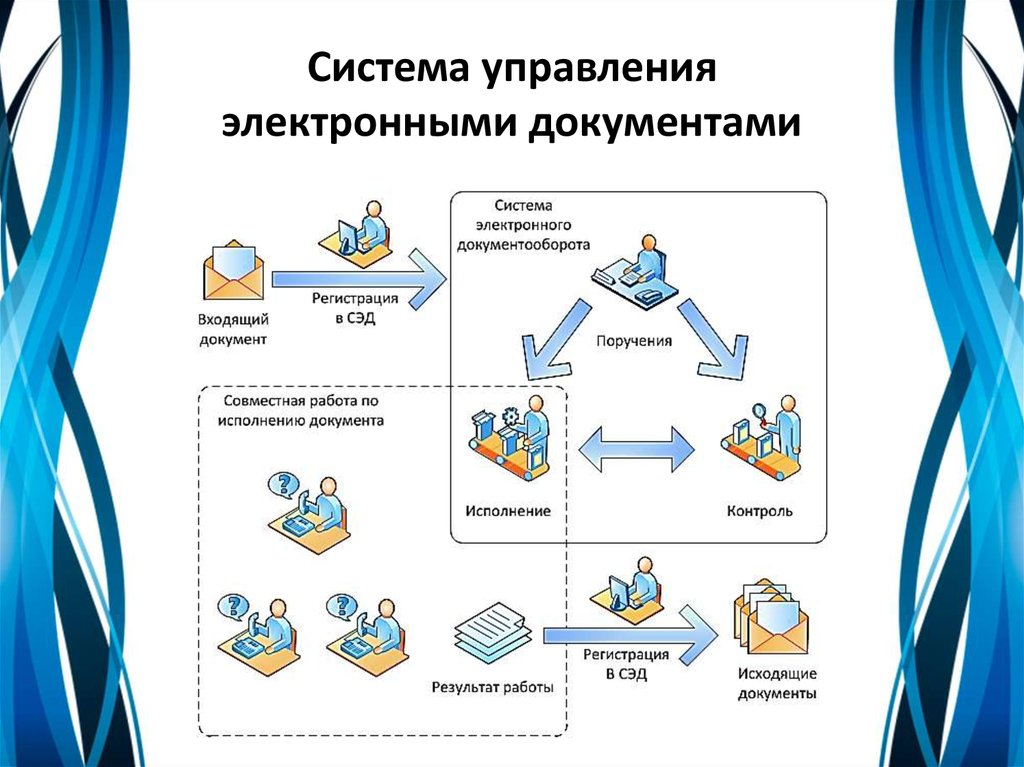 Система управления
электронными документами
Система
электронного
документооборота
Регистрация
в СЭД
Входящий
документ
Поручения
Совместная работа по
исполнению документа
?
Исполнение
Контроль
?
?
Регистрация
В СЭД
Результат работы
Исходящие
документы